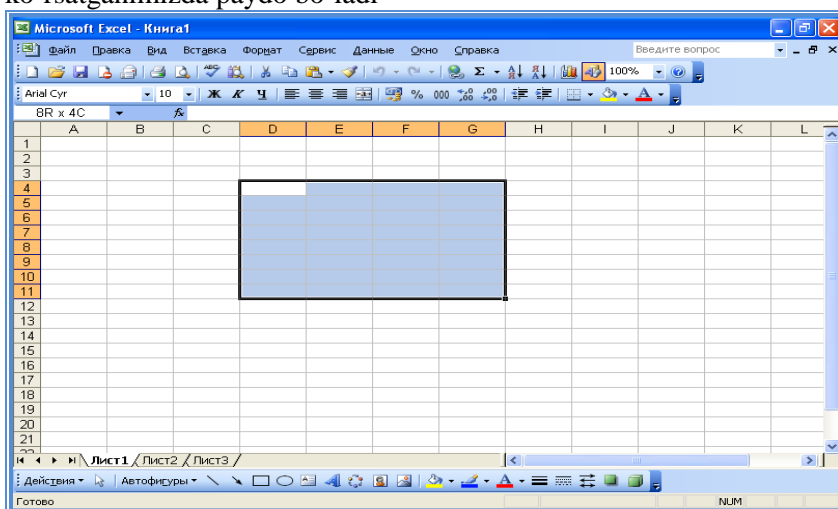 ko‘rsatganimizda paydo bo‘ladi
Microsoft Excel - Книга1
Файл Правка Вид Вставка Формат Сервис Данные Окно Справка Введите вопрос
100%
Arial Cyr 10 Ж К Ч % 000
8R x 4C fx
A B C D E F G H I J K L
1
2
3
4
5
6
7
8
9
10
11
12
13
14
15
16
17
18
19
20
21
22
Лист1 Лист2 Лист3
Действия Автофигуры
Готово NUM